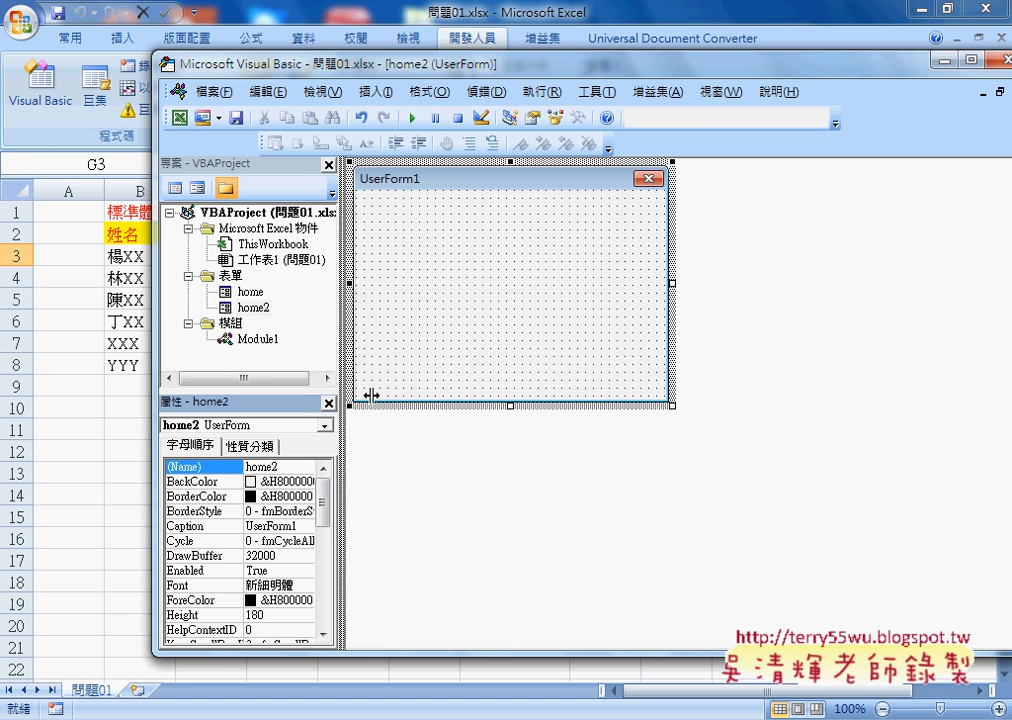 問題01.xlsx - Microsoft Excel
常用 插入 版面配置 公式 資料 校閱 檢視 開發人員 增益集 Universal Document Converter
Visual Basic 巨集
程式碼
G3
A B
1 標準體
2 姓名
3 楊XX
4 林XX
5 陳XX
6 丁XX
7 XXX
8 YYY
9
10
11
12
13
14
15
16
17
18
19
20
21
22
Microsoft Visual Basic - 問題01.xlsx - [home2 (UserForm)]
檔案(F) 編輯(E) 檢視(V) 插入(I) 格式(O) 偵錯(D) 執行(R) 工具(T) 增益集(A) 視窗(W) 說明(H)
專案 - VBAProject
VBAProject (問題01.xls:
Microsoft Excel 物件
ThisWorkbook
工作表1 (問題01)
表單
home
home2
模組
Module1
屬性 - home2
home2 UserForm
字母順序 性質分類
(Name) home2
BackColor &H800000
BorderColor &H800000
BorderStyle 0 - fmBorderS
Caption UserForm1
Cycle 0 - fmCycleAll
DrawBuffer 32000
Enabled True
Font 新細明體
ForeColor &H800000
Height 180
HelpContextID 0
UserForm1
http://terry55wu.blogspot.tw
吳清輝老師錄製
問題01
就緒
100%